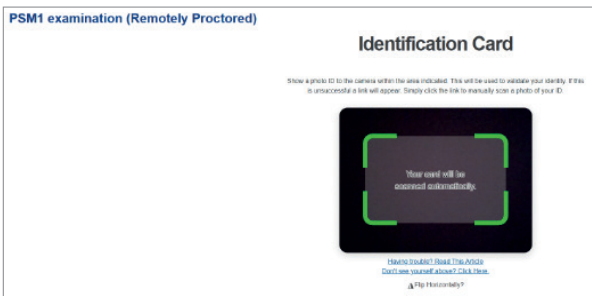 PSM1 examination (Remotely Proctored)
Identification Card
Show a photo ID to the camera within the area indicated. This will be used to validate your identity. If this
is unsuccessful a link will appear. Simply click the link to manually scan a photo of your ID.
Your card will be
scanned automatically.
Having trouble? Read This Article
Don't see yourself above? Click Here.
Flip Horizontally?